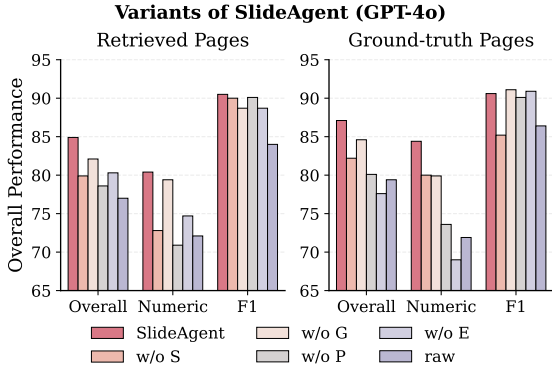 Variants of SlideAgent (GPT-4o)
Retrieved Pages
Ground-truth Pages
Overall Performance
95
90
85
80
75
70
65
95
90
85
80
75
70
65
Overall Numeric F1
Overall Numeric F1
SlideAgent w/o G w/o E
w/o S w/o P raw